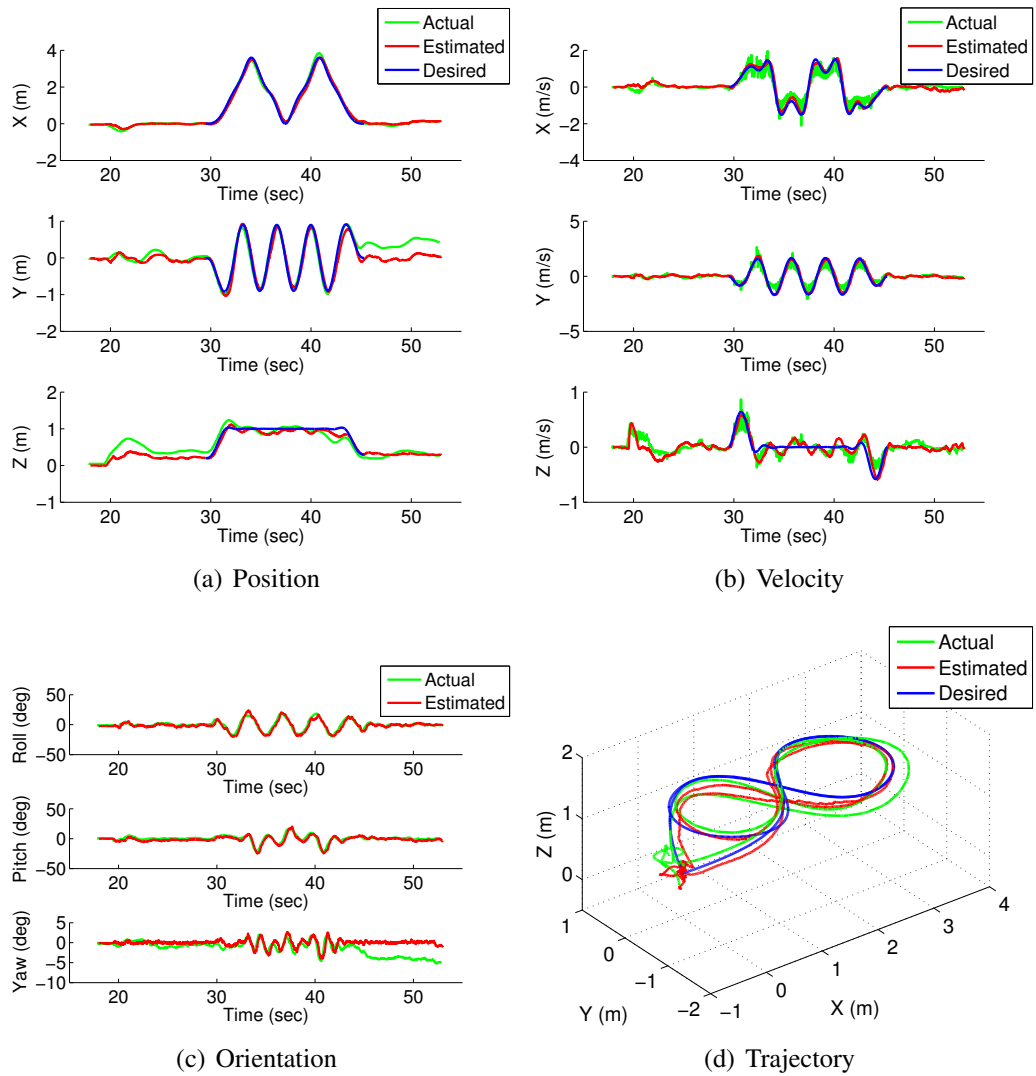 Actual
Estimated
Desired
4
2
0
−2
X (m)
20 30 40 50
Time (sec)
1
0
−1
−2
Y (m)
20 30 40 50
Time (sec)
2
1
0
−1
Z (m)
20 30 40 50
Time (sec)
(a) Position
Actual
Estimated
Desired
2
0
−2
−4
X (m/s)
20 30 40 50
Time (sec)
5
0
−5
Y (m/s)
20 30 40 50
Time (sec)
1
0
−1
Z (m/s)
20 30 40 50
Time (sec)
(b) Velocity
Actual
Estimated
50
0
−50
Roll (deg)
20 30 40 50
Time (sec)
50
0
−50
Pitch (deg)
20 30 40 50
Time (sec)
5
0
−5
−10
Yaw (deg)
20 30 40 50
Time (sec)
(c) Orientation
Actual
Estimated
Desired
2
1
0
Z (m)
1
0
−1
−2
Y (m)
−1
0
1
2
3
4
X (m)
(d) Trajectory